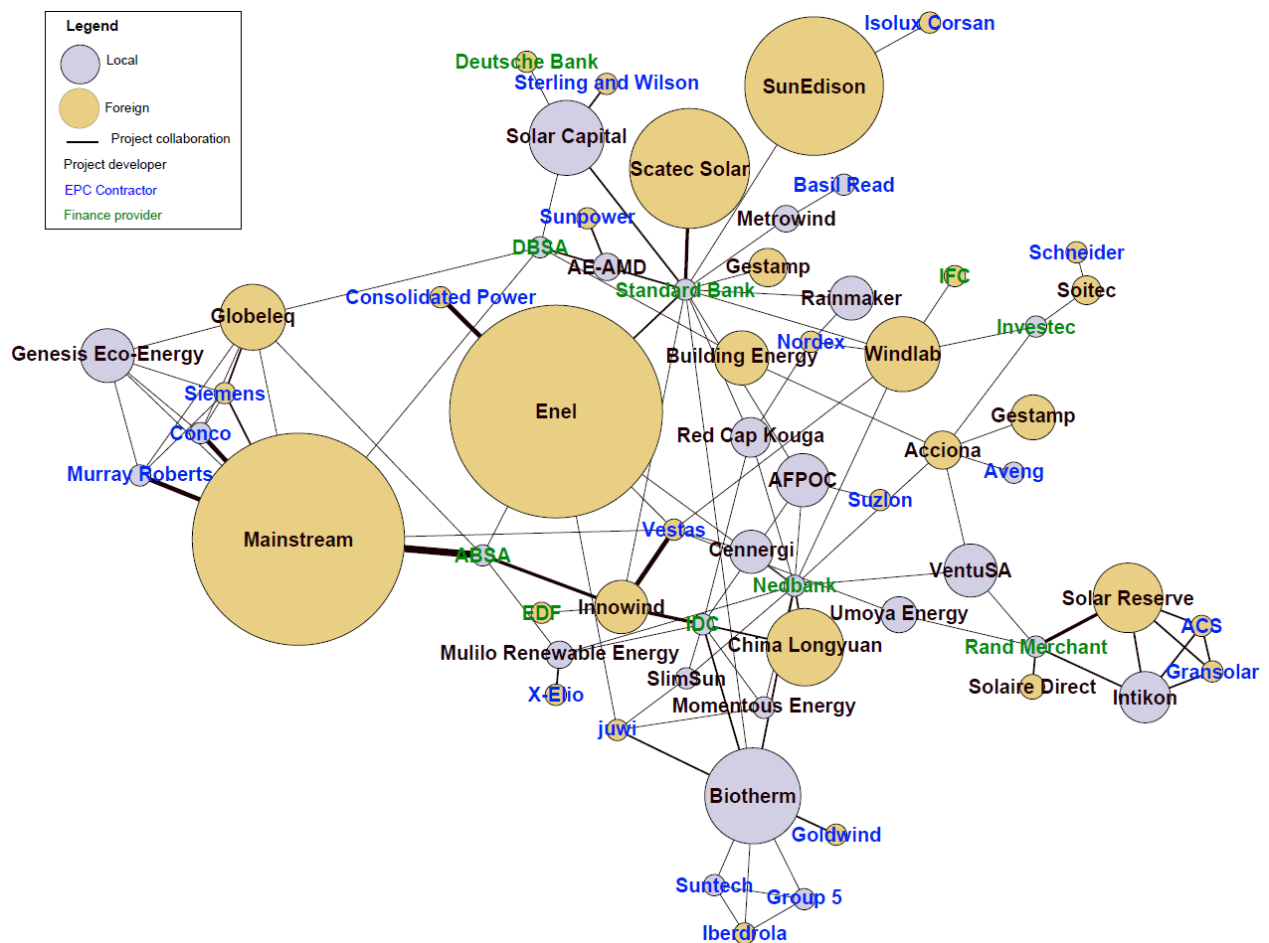 Legend
Local
Foreign
Project collaboration
Project developer
EPC Contractor
Finance provider
Isolux Corsan
Deutsche Bank
Sterling and Wilson
SunEdison
Solar Capital
Scatec Solar
Basil Read
Sunpower
Metrowind
DBSA
Schneider
AE-AMD
Gestamp
IFC
Standard Bank
Soitec
Consolidated Power
Rainmaker
Globeleq
Investec
Nordex
Genesis Eco-Energy
Building Energy
Windlab
Siemens
Enel
Gestamp
Conco
Red Cap Kouga
Acciona
Murray Roberts
Aveng
AFPOC
Suzlon
Vestas
Mainstream
Cennergi
ABSA
VentuSA
Nedbank
Solar Reserve
Innowind
EDF
Umoya Energy
IDC
ACS
China Longyuan
Rand Merchant
Mulilo Renewable Energy
Gransolar
SlimSun
Solaire Direct
X-Elio
Intikon
Momentous Energy
juwi
Biotherm
Goldwind
Suntech
Group 5
Iberdrola